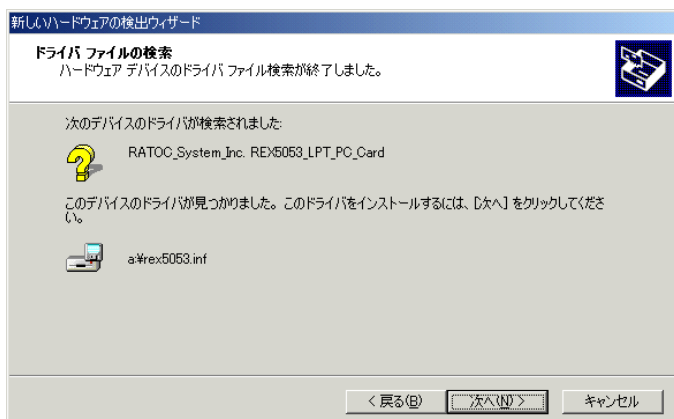 新しいハードウェアの検出ウィザード
ドライバ ファイルの検索
ハードウェア デバイスのドライバ ファイル検索が終了しました。
次のデバイスのドライバが検索されました:
RATOC_System_Inc. REX5053_LPT_PC_Card
このデバイスのドライバが見つかりました。このドライバをインストールするには、[次へ] をクリックしてくださ
い。
a:¥rex5053.inf
< 戻る(B)
次へ(N) >
キャンセル